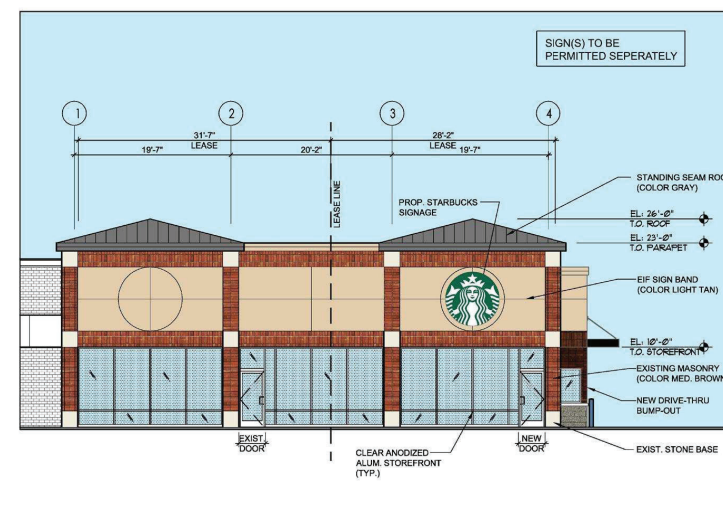 SIGN(S) TO BE
PERMITTED SEPERATELY
1
2
3
4
31'-7"
LEASE
28'-2"
LEASE
19'-7"
20'-2"
19'-7"
LEASE LINE
PROP. STARBUCKS
SIGNAGE
STANDING SEAM ROO
(COLOR GRAY)
EL: 26'-0"
T.O. ROOF
EL: 23'-0"
T.O. PARAPET
EIF SIGN BAND
(COLOR LIGHT TAN)
EL: 10'-0"
T.O. STOREFRONT
EXISTING MASONRY
(COLOR MED. BROWN
NEW DRIVE-THRU
BUMP-OUT
EXIST.
DOOR
NEW
DOOR
CLEAR ANODIZED
ALUM. STOREFRONT
(TYP.)
EXIST. STONE BASE